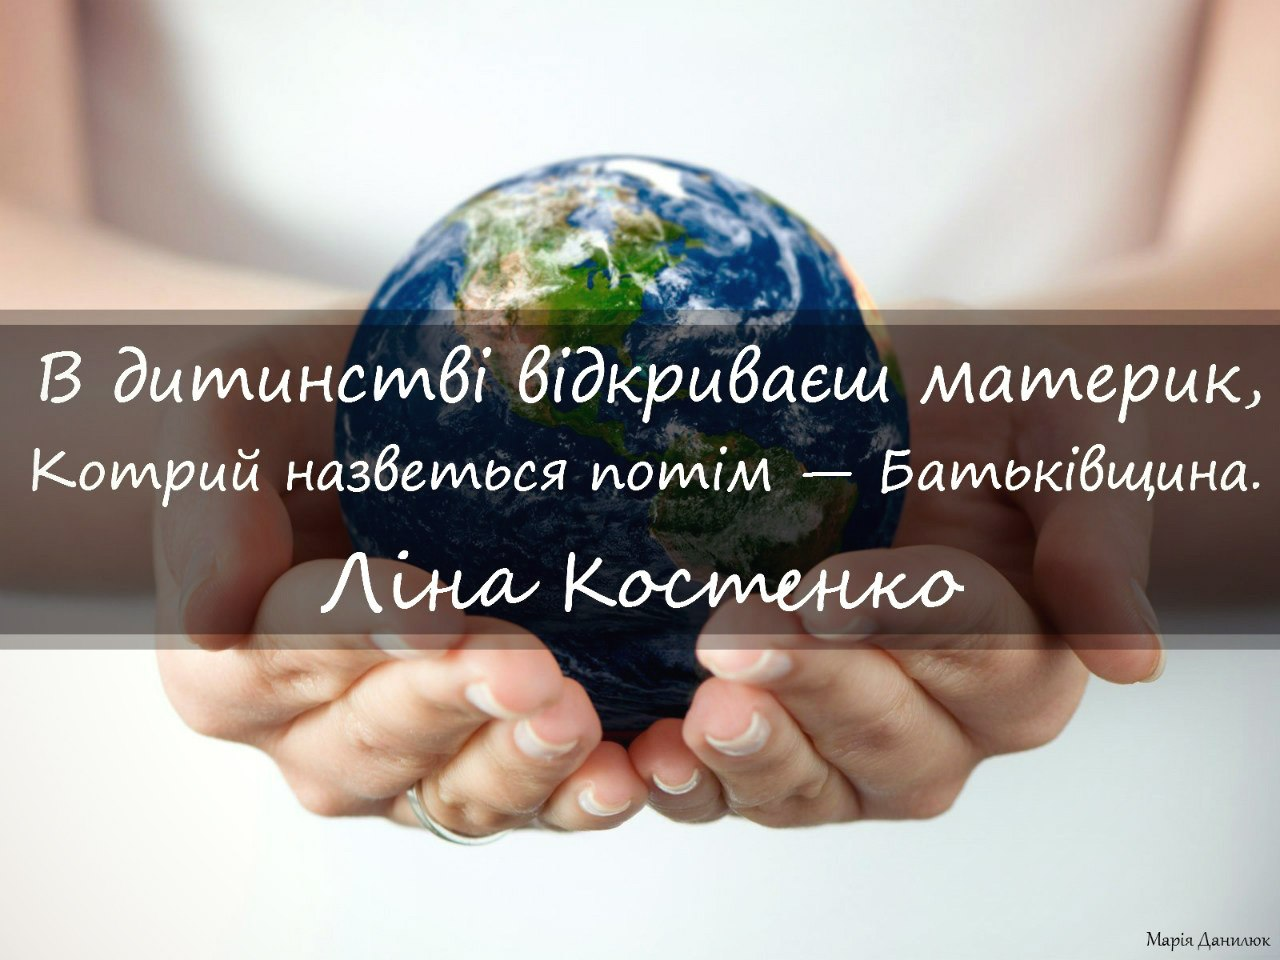 В дитинстві відкриваєш материк,
Котрий назветься потім — Батьківщина.
Ліна Костенко
Марія Данилюк